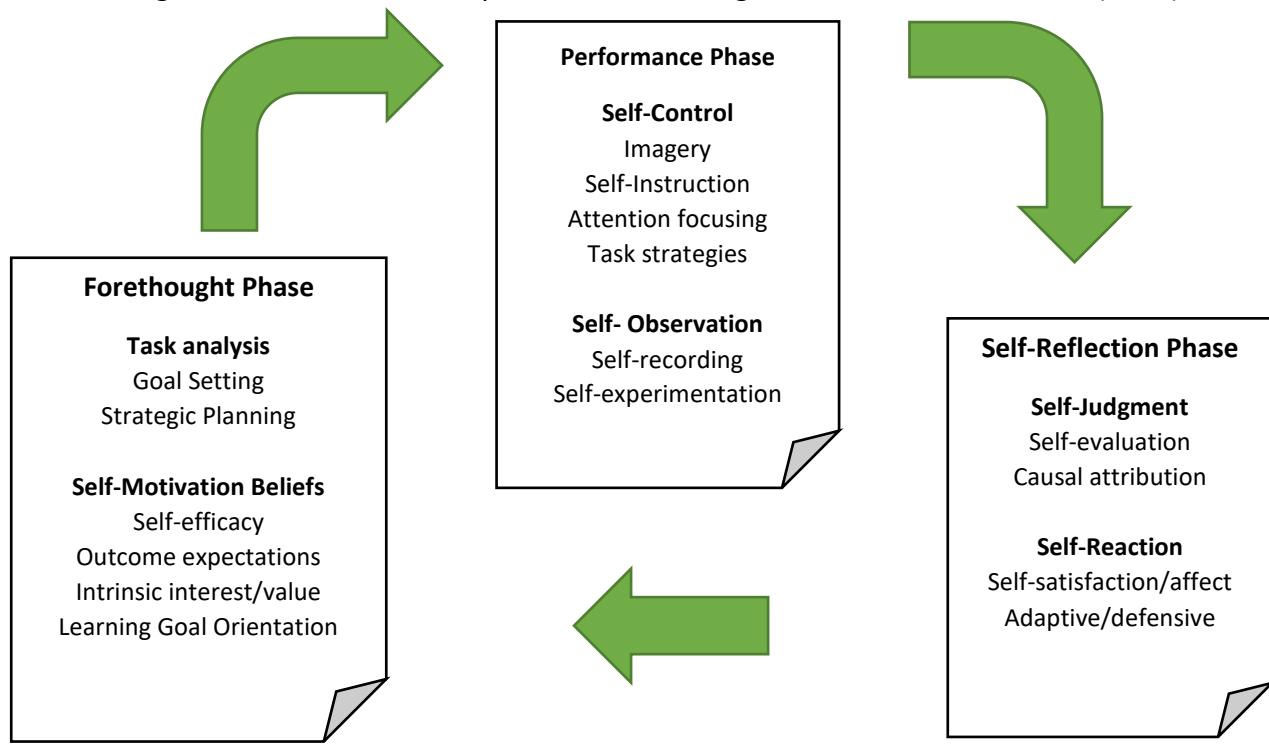 Forethought Phase
Task analysis
Goal Setting
Strategic Planning
Self-Motivation Beliefs
Self-efficacy
Outcome expectations
Intrinsic interest/value
Learning Goal Orientation
Performance Phase
Self-Control
Imagery
Self-Instruction
Attention focusing
Task strategies
Self- Observation
Self-recording
Self-experimentation
Self-Reflection Phase
Self-Judgment
Self-evaluation
Causal attribution
Self-Reaction
Self-satisfaction/affect
Adaptive/defensive